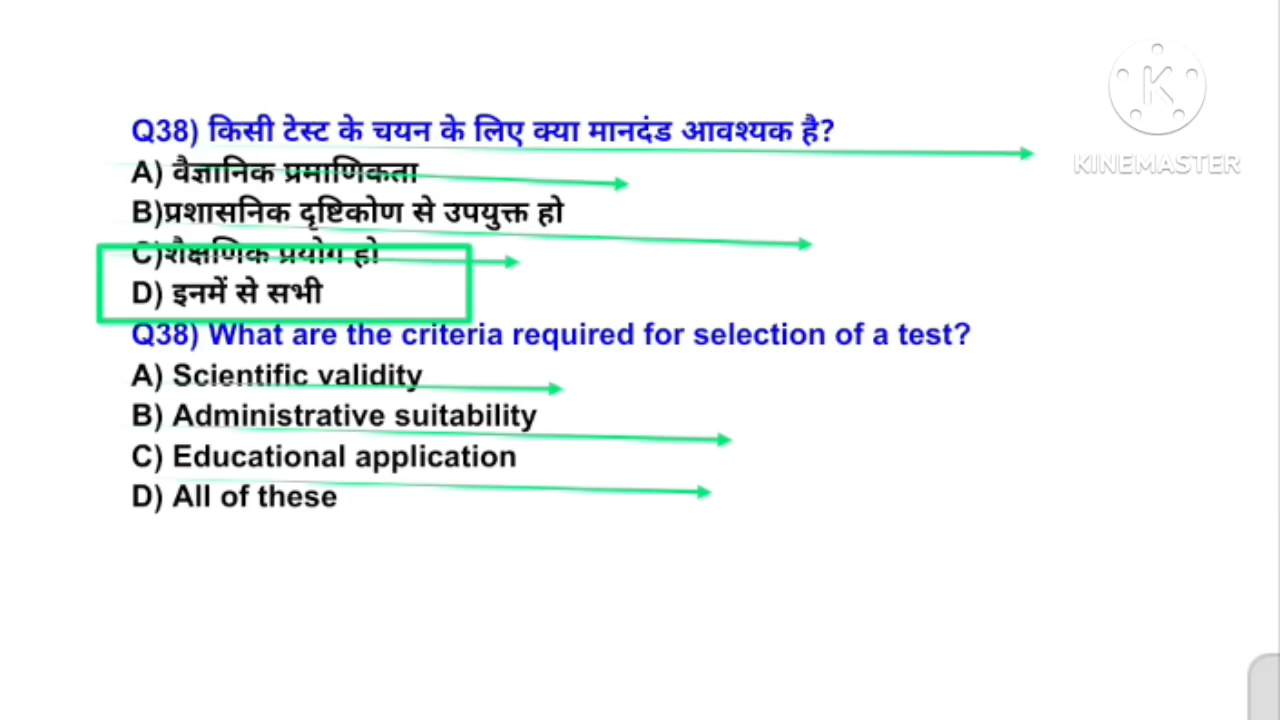 Q38) किसी टेस्ट के चयन के लिए क्या मानदंड आवश्यक है?
A) वैज्ञानिक प्रमाणिकता
B)प्रशासनिक दृष्टिकोण से उपयुक्त हो
C)शैक्षणिक प्रयोग हो
D) इनमें से सभी
Q38) What are the criteria required for selection of a test?
A) Scientific validity
B) Administrative suitability
C) Educational application
D) All of these
K
KINEMASTER